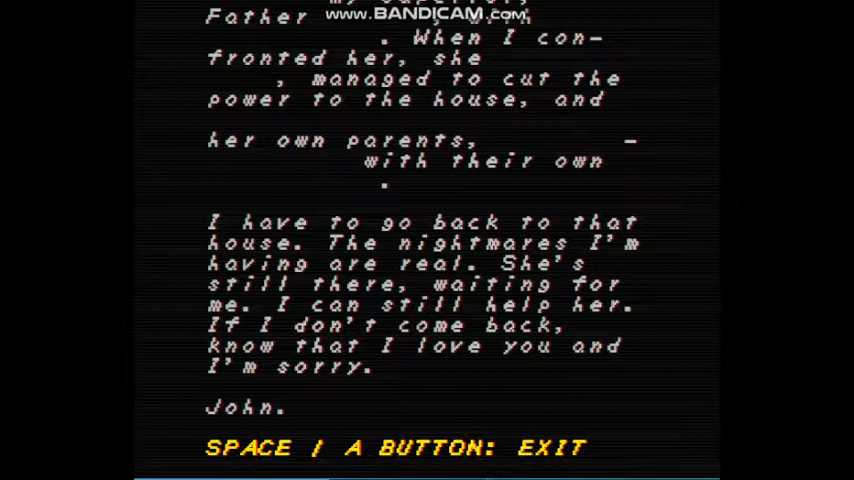 www.BANDICAM.com
Father
. When I con-
fronted her, she
, managed to cut the
power to the house, and
her own parents, -
with their own
.
I have to go back to that
house. The nightmares I'm
having are real. She's
still there, waiting for
me. I can still help her.
If I don't come back,
know that I love you and
I'm sorry.
John.
SPACE / A BUTTON: EXIT